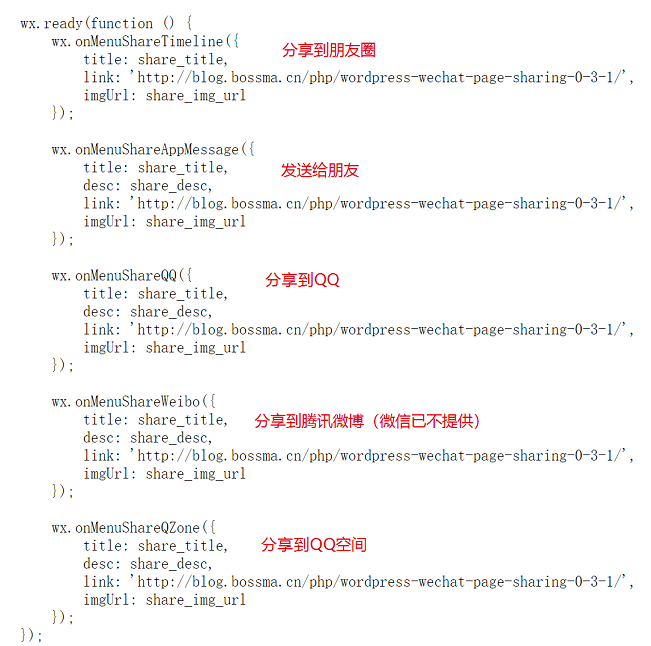 wx.ready(function () {
wx.onMenuShareTimeline({
分享到朋友圈
title: share_title,
link: 'http://blog.bossma.cn/php/wordpress-wechat-page-sharing-0-3-1/',
imgUrl: share_img_url
});
wx.onMenuShareAppMessage({
title: share_title,
发送给朋友
desc: share_desc,
link: 'http://blog.bossma.cn/php/wordpress-wechat-page-sharing-0-3-1/',
imgUrl: share_img_url
});
wx.onMenuShareQQ({
分享到QQ
title: share_title,
desc: share_desc,
link: 'http://blog.bossma.cn/php/wordpress-wechat-page-sharing-0-3-1/',
imgUrl: share_img_url
});
wx.onMenuShareWeibo({
title: share_title,
分享到腾讯微博（微信已不提供）
desc: share_desc,
link: 'http://blog.bossma.cn/php/wordpress-wechat-page-sharing-0-3-1/',
imgUrl: share_img_url
});
wx.onMenuShareQZone({
title: share_title,
分享到QQ空间
desc: share_desc,
link: 'http://blog.bossma.cn/php/wordpress-wechat-page-sharing-0-3-1/',
imgUrl: share_img_url
});
});